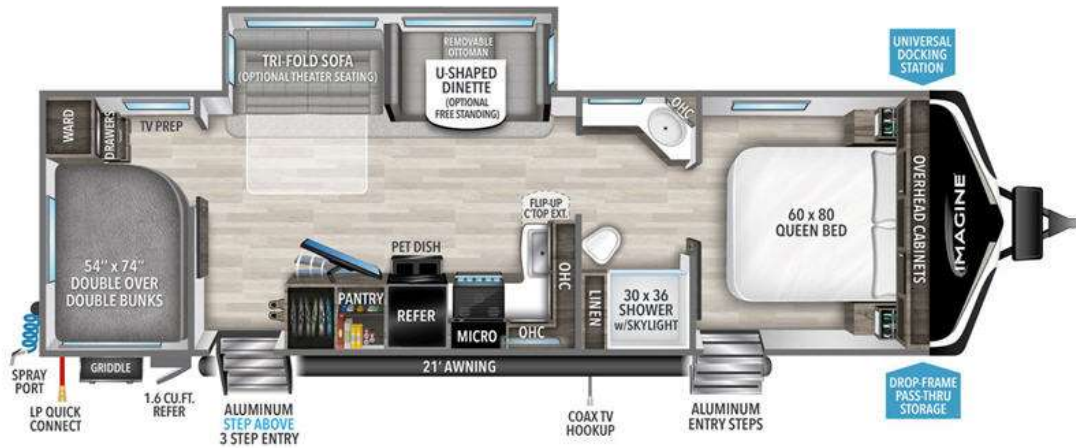 REMOVABLE
OTTOMAN
TRI-FOLD SOFA
(OPTIONAL THEATER SEATING)
U-SHAPED
DINETTE
(OPTIONAL
FREE STANDING)
UNIVERSAL
DOCKING
STATION
WARD
DRAWERS
TV PREP
OHC
60 x 80
QUEEN BED
OVERHEAD CABINETS
IMAGINE
FLIP-UP
C'TOP EXT.
54" x 74"
DOUBLE OVER
DOUBLE BUNKS
PET DISH
PANTRY
REFER
MICRO
OHC
OHC
LINEN
30 x 36
SHOWER
w/SKYLIGHT
21' AWNING
SPRAY
PORT
LP QUICK
CONNECT
GRIDDLE
1.6 CU.FT.
REFER
ALUMINUM
STEP ABOVE
3 STEP ENTRY
COAX TV
HOOKUP
ALUMINUM
ENTRY STEPS
DROP-FRAME
PASS-THRU
STORAGE